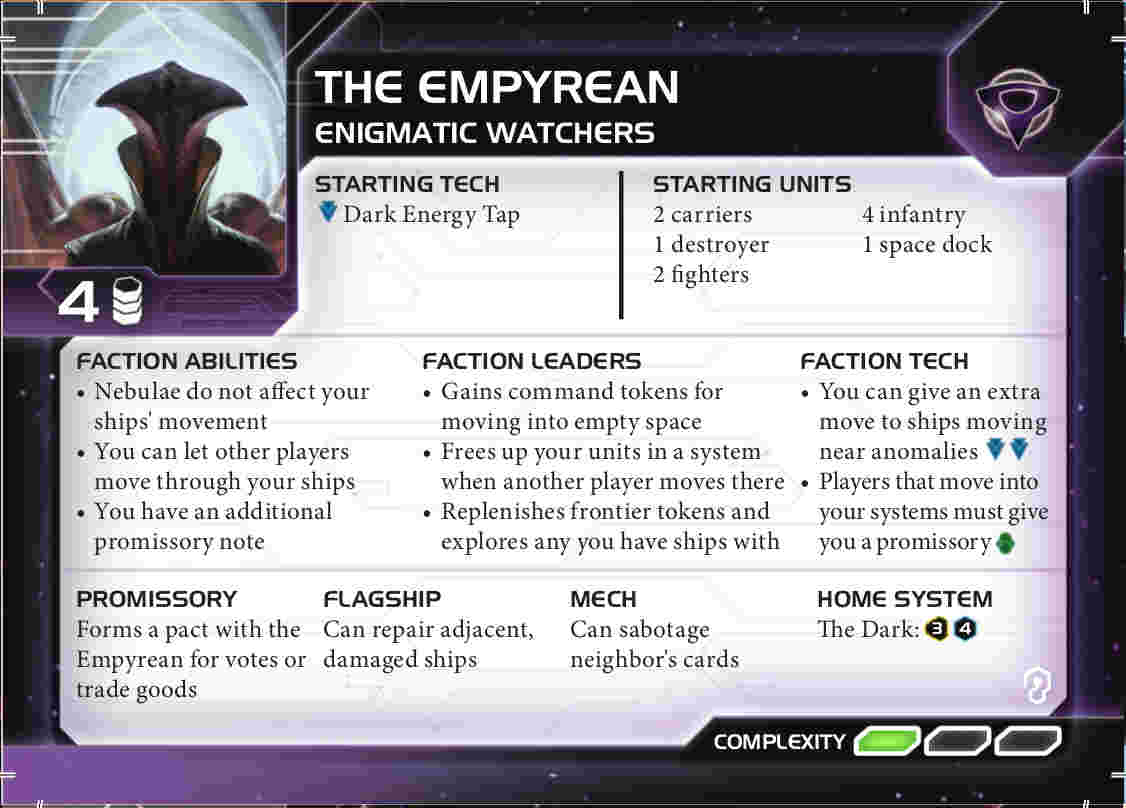 THE EMPYREAN
ENIGMATIC WATCHERS
4
STARTING TECH
Dark Energy Tap
STARTING UNITS
2 carriers
1 destroyer
2 fighters
4 infantry
1 space dock
FACTION ABILITIES
• Nebulae do not affect your
ships' movement
• You can let other players
move through your ships
• You have an additional
promissory note
FACTION LEADERS
• Gains command tokens for
moving into empty space
• Frees up your units in a system
when another player moves there
• Replenishes frontier tokens and
explores any you have ships with
FACTION TECH
• You can give an extra
move to ships moving
near anomalies
• Players that move into
your systems must give
you a promissory
PROMISSORY
Forms a pact with the
Empyrean for votes or
trade goods
FLAGSHIP
Can repair adjacent,
damaged ships
MECH
Can sabotage
neighbor's cards
HOME SYSTEM
The Dark: 3 4
COMPLEXITY